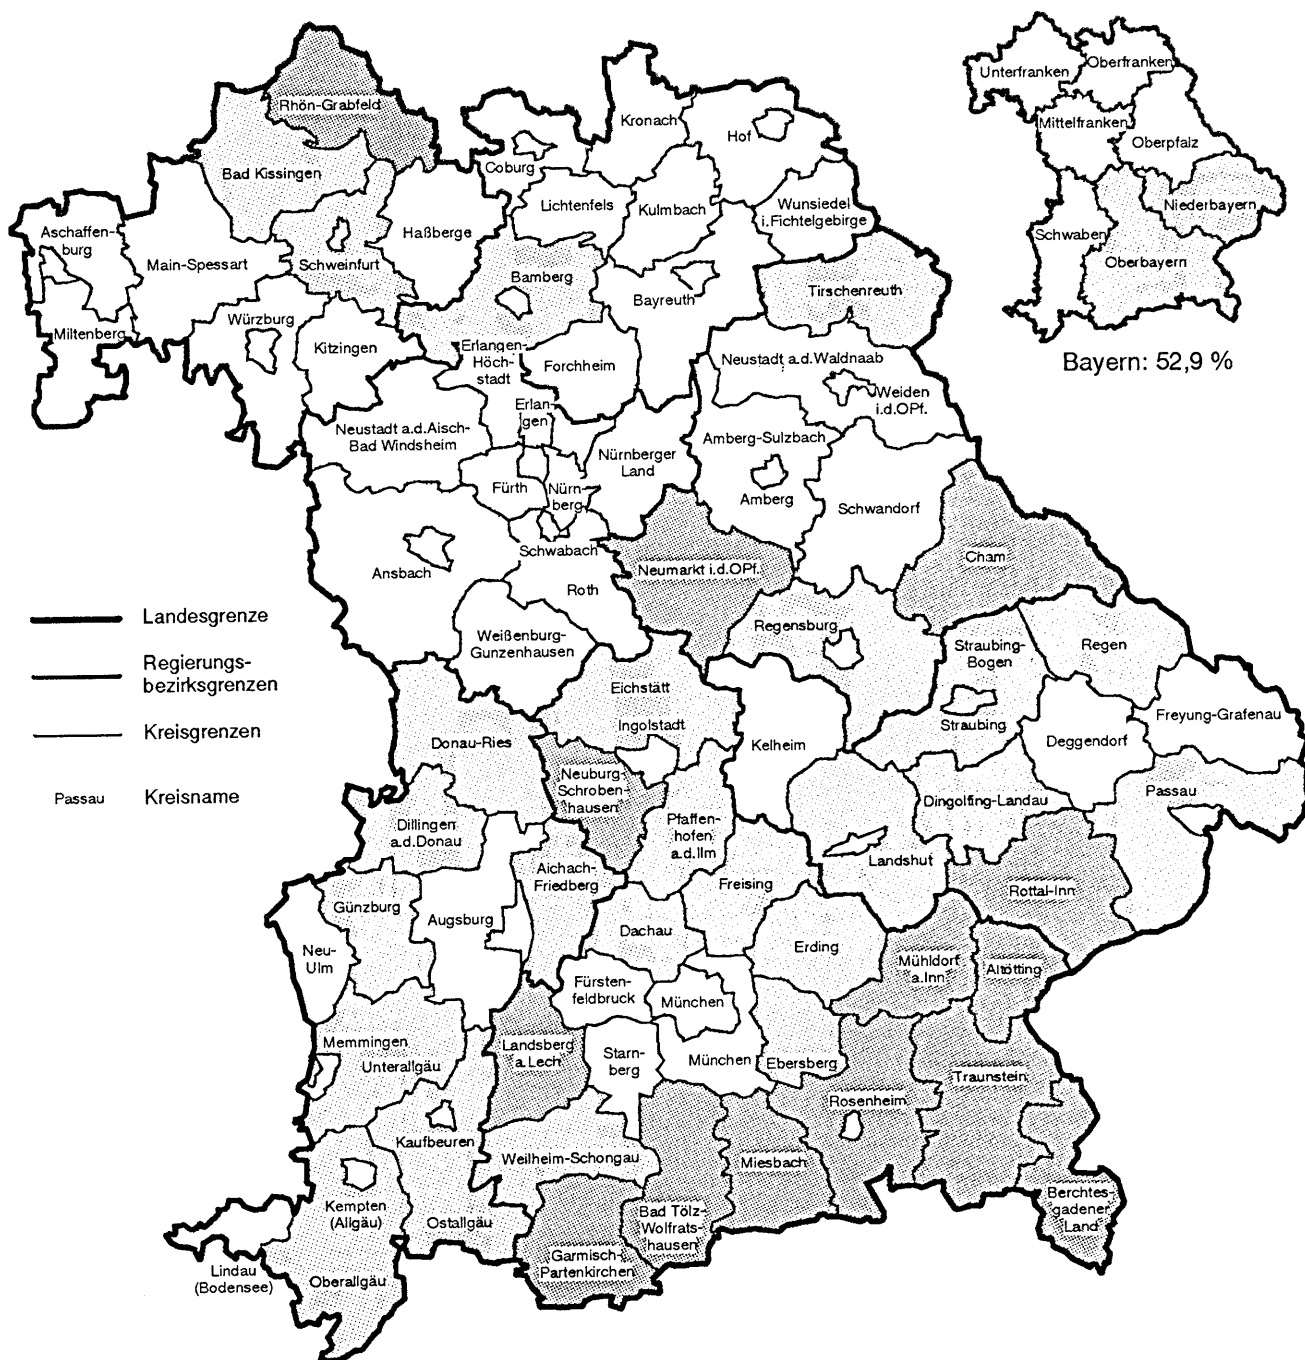 Rhön-Grabfeld
Bad Kissingen
Kronach
Hof
Coburg
Lichtenfels
Kulmbach
Wunsiedel
i.Fichtelgebirge
Haßberge
Aschaffen-
burg
Main-Spessart
Schweinfurt
Bamberg
Bayreuth
Tirschenreuth
Miltenberg
Würzburg
Kitzingen
Erlangen-
Höch-
stadt
Forchheim
Neustadt a.d.Waldnaab
Weiden
i.d.OPf.
Erlan-
gen
Neustadt a.d.Aisch-
Bad Windsheim
Nürnberger
Land
Amberg-Sulzbach
Fürth
Nürn-
berg
Amberg
Schwandorf
Ansbach
Schwabach
Roth
Neumarkt i.d.OPf.
Cham
Weißenburg-
Gunzenhausen
Regensburg
Straubing-
Bogen
Regen
Eichstätt
Ingolstadt
Straubing
Freyung-Grafenau
Donau-Ries
Kelheim
Deggendorf
Neuburg-
Schroben-
hausen
Dingolfing-Landau
Passau
Dillingen
a.d.Donau
Pfaffen-
hofen
a.d.Ilm
Landshut
Aichach-
Friedberg
Freising
Rottal-Inn
Günzburg
Augsburg
Dachau
Erding
Neu-
Ulm
Mühldorf
a.Inn
Altötting
Fürsten-
feldbruck
München
Memmingen
Unterallgäu
Landsberg
a.Lech
Starn-
berg
München
Ebersberg
Traunstein
Rosenheim
Kaufbeuren
Weilheim-Schongau
Miesbach
Kempten
(Allgäu)
Ostallgäu
Bad Tölz-
Wolfrats-
hausen
Berchtes-
gadener
Land
Garmisch-
Partenkirchen
Lindau
(Bodensee)
Oberallgäu
Unterfranken
Oberfranken
Mittelfranken
Oberpfalz
Niederbayern
Schwaben
Oberbayern
Bayern: 52,9 %
Landesgrenze
Regierungs-
bezirksgrenzen
Kreisgrenzen
Passau Kreisname